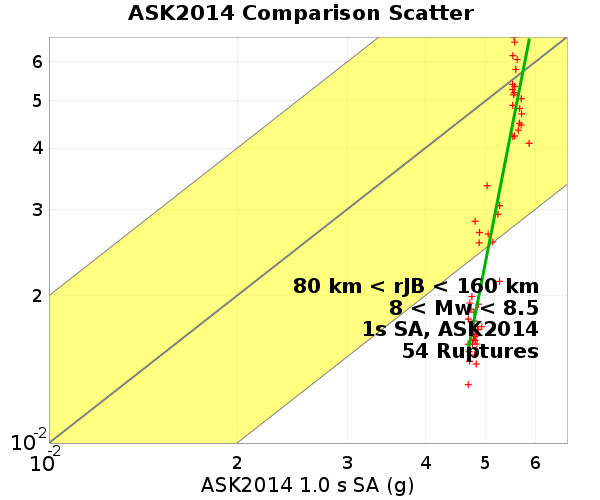 ASK2014 Comparison Scatter
6
5
4
3
2
10-2
80 km < rJB < 160 km
8 < Mw < 8.5
1s SA, ASK2014
54 Ruptures
10-2
2
3
4
5
6
ASK2014 1.0 s SA (g)